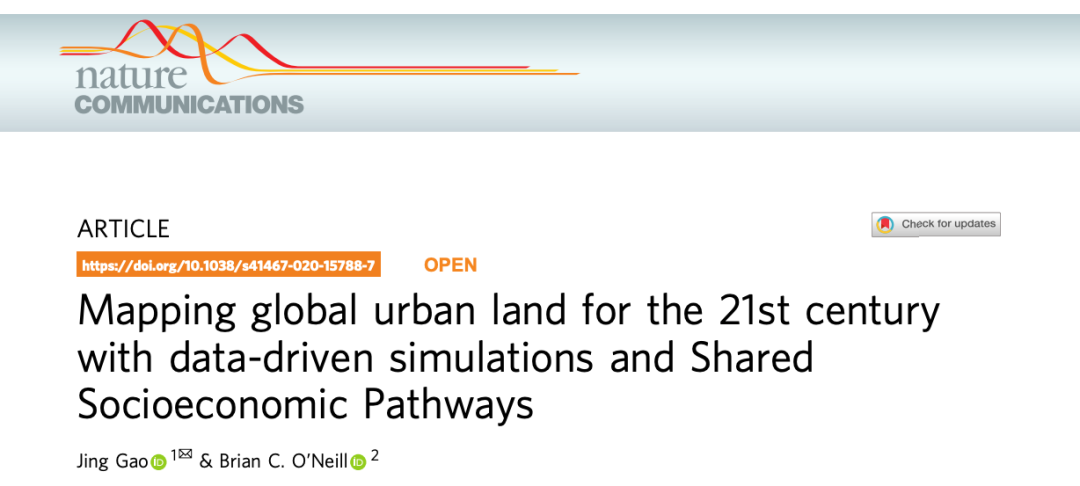 nature
COMMUNICATIONS
ARTICLE
Check for updates
https://doi.org/10.1038/s41467-020-15788-7 OPEN
Mapping global urban land for the 21st century
with data-driven simulations and Shared
Socioeconomic Pathways
Jing Gao iD 1✉ & Brian C. O’Neill iD 2